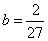 b = 2/27